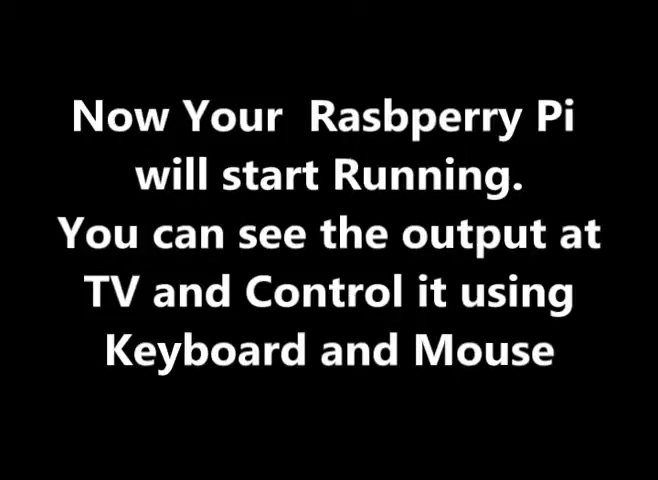 Now Your  Rasbperry Pi
will start Running.
You can see the output at
TV and Control it using
Keyboard and Mouse